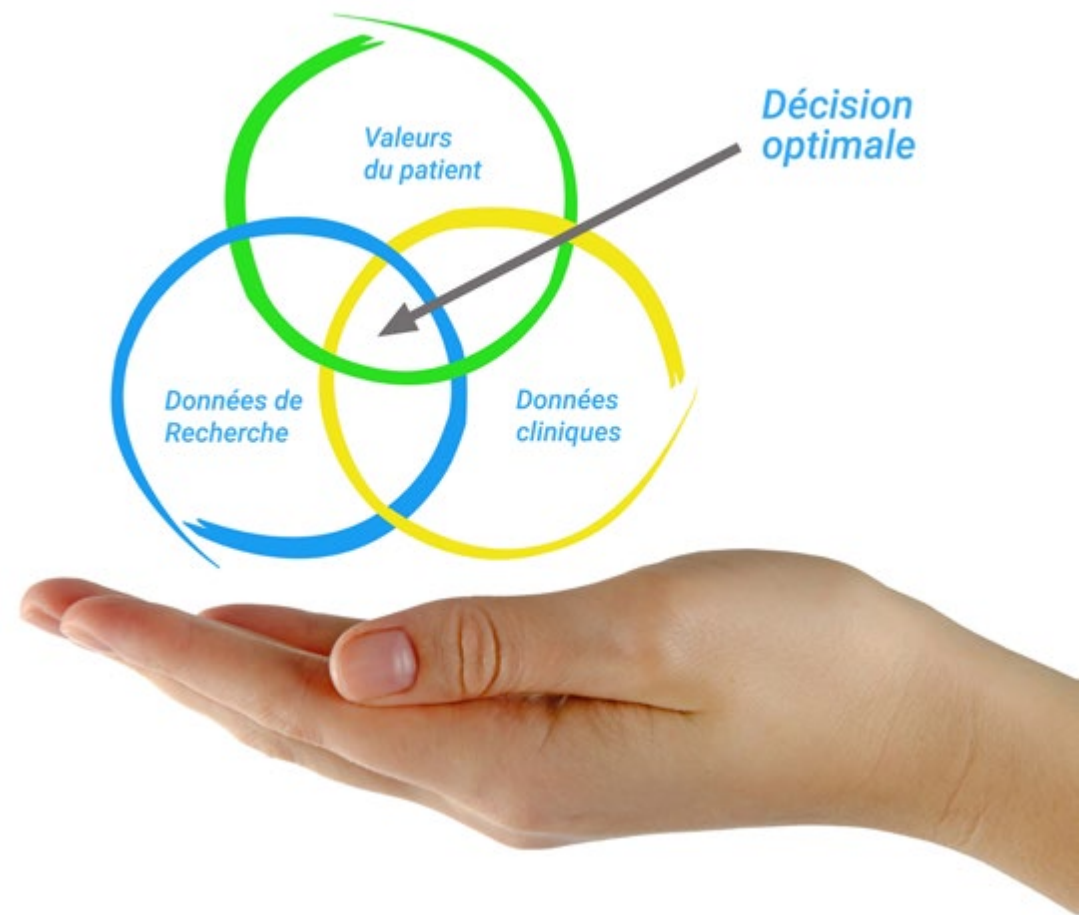 Décision
optimale
Valeurs
du patient
Données de
Recherche
Données
cliniques